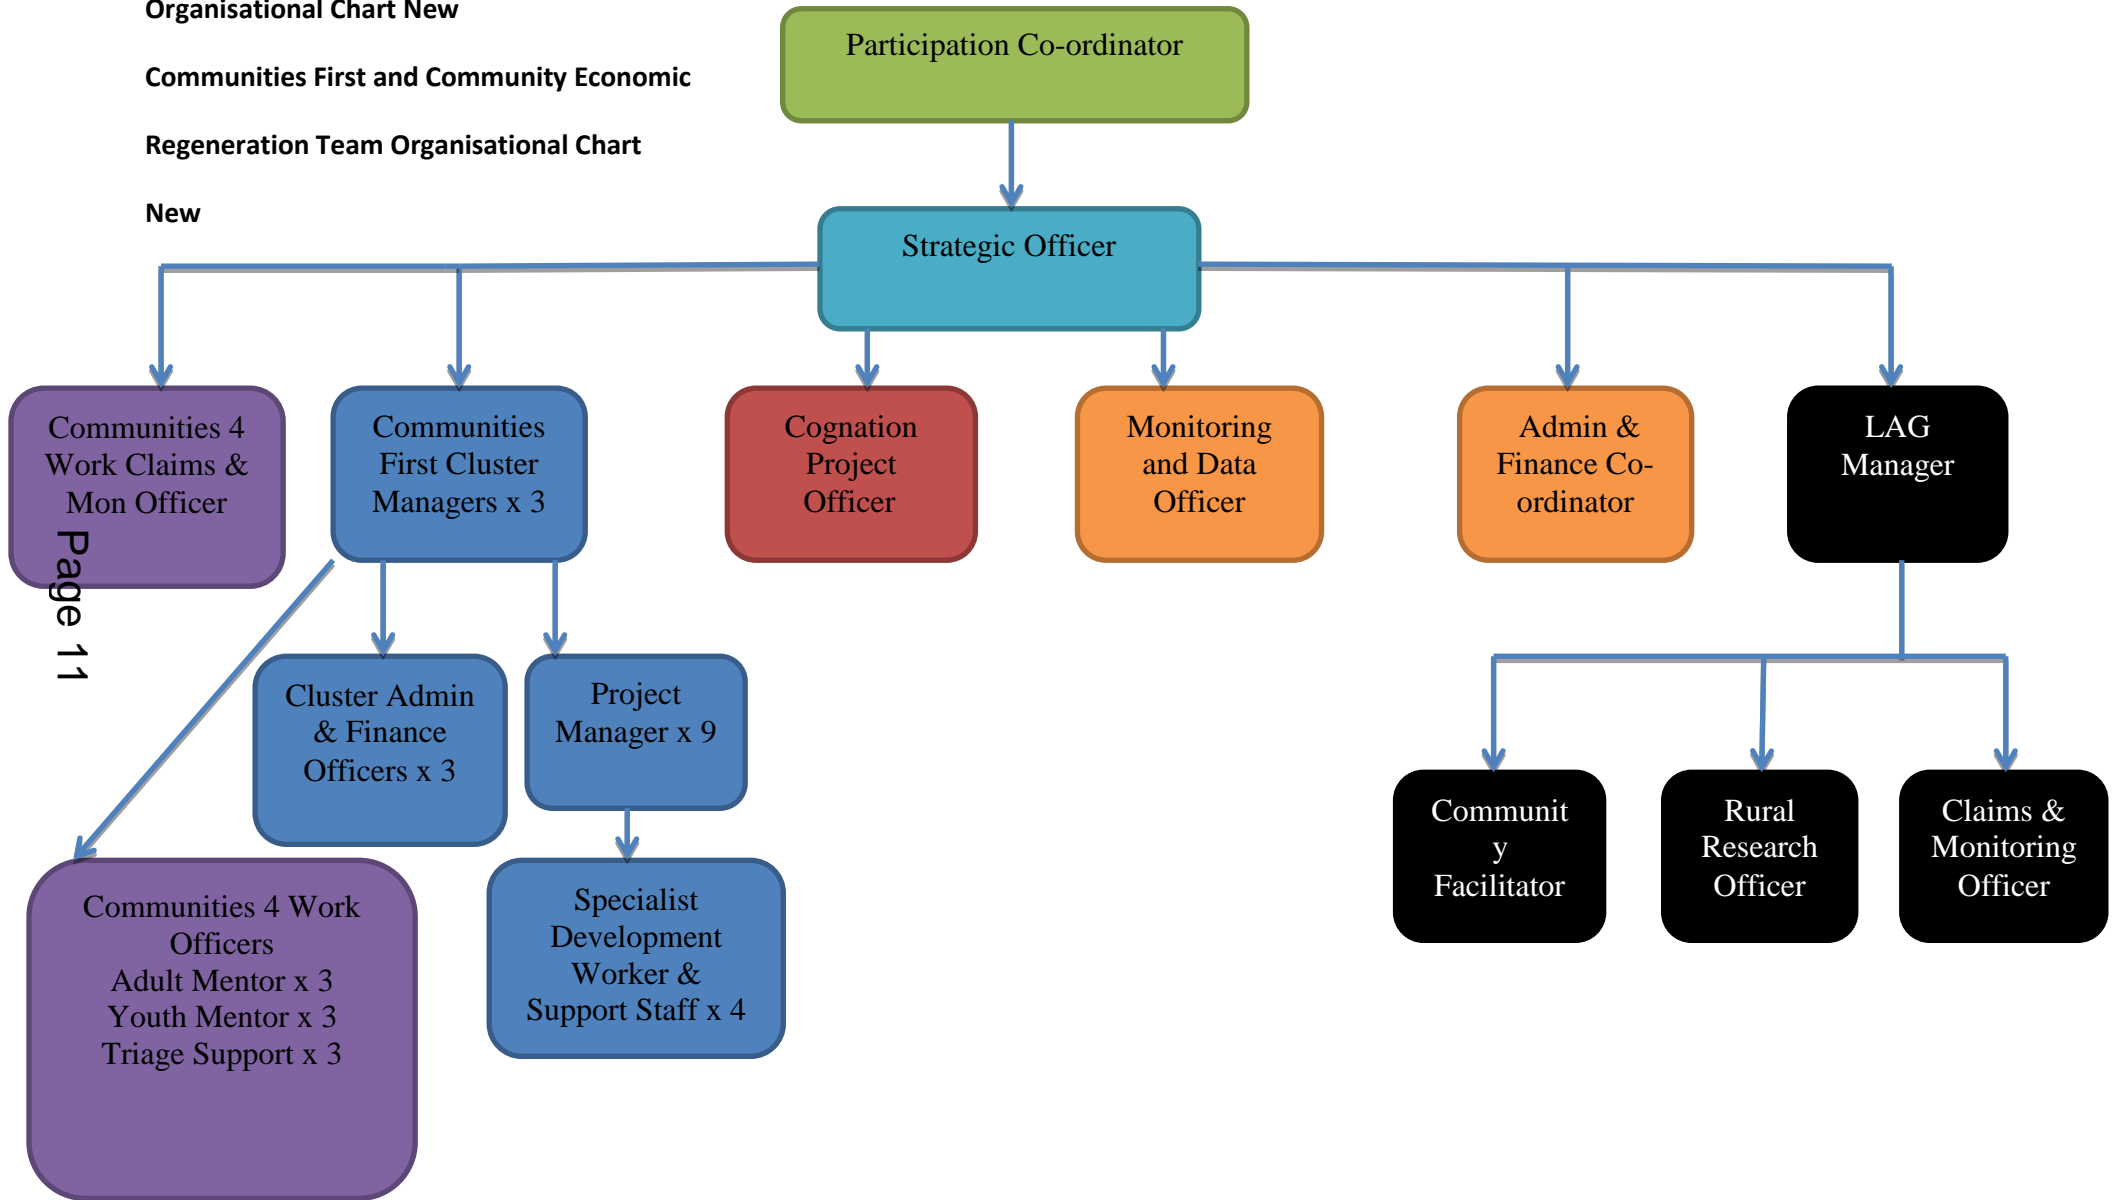 Organisational Chart New
Communities First and Community Economic
Regeneration Team Organisational Chart
New
Participation Co-ordinator
Strategic Officer
Communities 4
Work Claims &
Mon Officer
Communities
First Cluster
Managers x 3
Cognation
Project
Officer
Monitoring
and Data
Officer
Admin &
Finance Co-
ordinator
LAG
Manager
Page 11
Cluster Admin
& Finance
Officers x 3
Project
Manager x 9
Communit
y
Facilitator
Rural
Research
Officer
Claims &
Monitoring
Officer
Communities 4 Work
Officers
Adult Mentor x 3
Youth Mentor x 3
Triage Support x 3
Specialist
Development
Worker &
Support Staff x 4